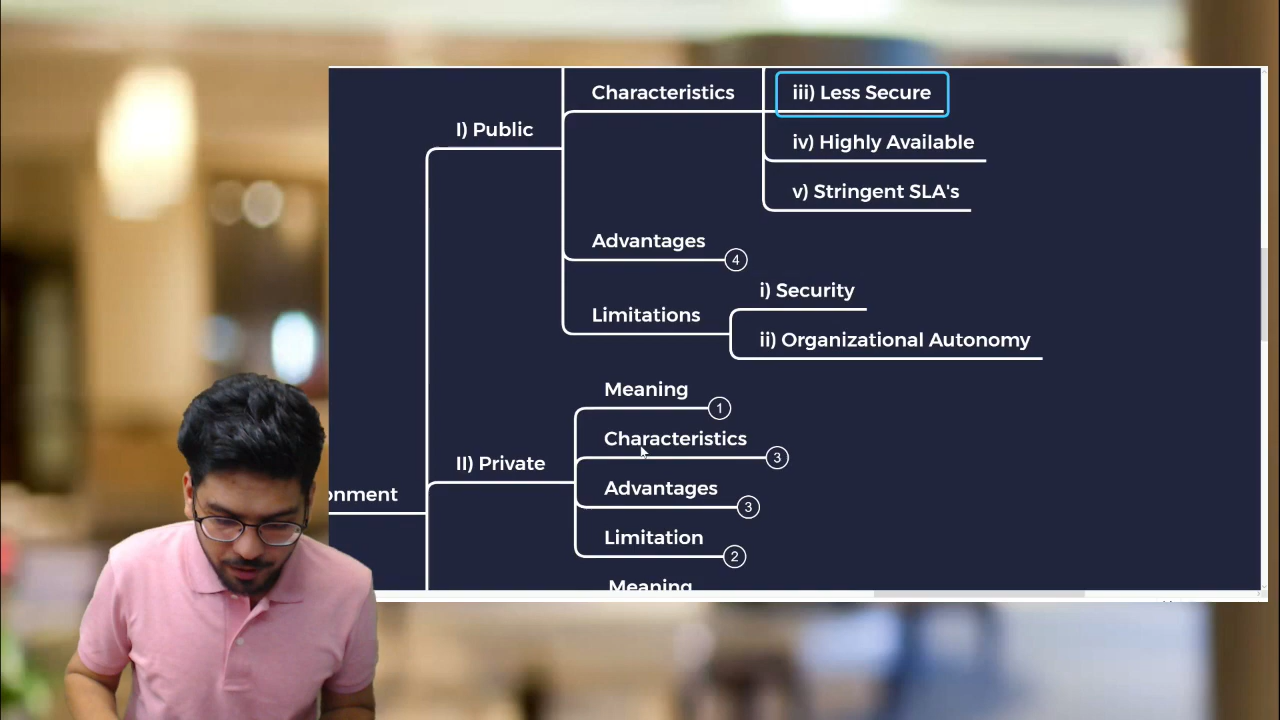 Characteristics
iii) Less Secure
I) Public
iv) Highly Available
v) Stringent SLA's
Advantages
4
i) Security
Limitations
ii) Organizational Autonomy
Meaning
1
Characteristics
3
II) Private
Advantages
3
onment
Limitation
2
Meaning